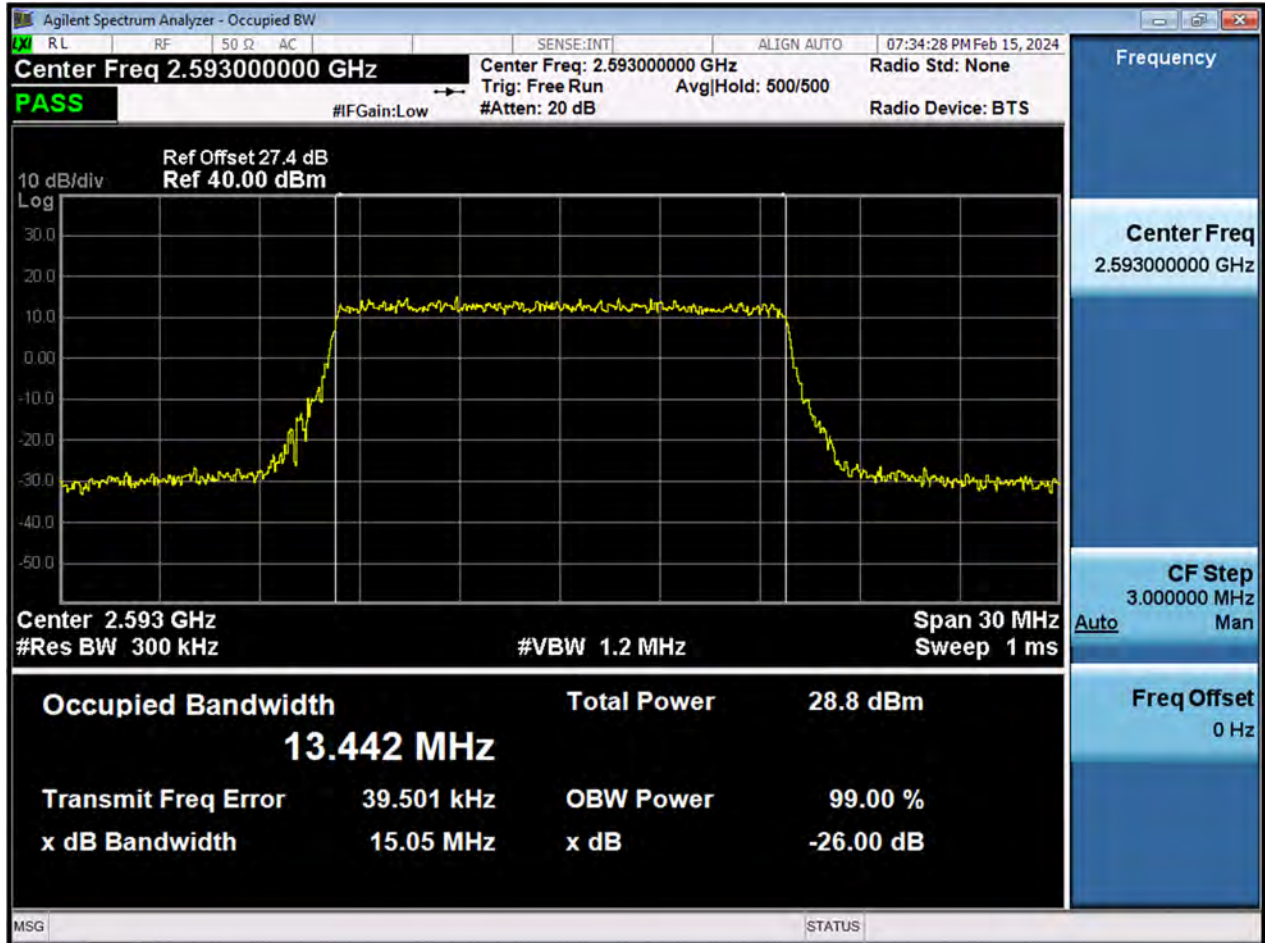 Agilent Spectrum Analyzer - Occupied BW
LXI RL RF 50 Ω AC SENSE:INT ALIGN AUTO 07:34:28 PM Feb 15, 2024
Center Freq 2.593000000 GHz
Center Freq: 2.593000000 GHz Radio Std: None
Trig: Free Run Avg|Hold: 500/500
PASS
#IFGain:Low #Atten: 20 dB Radio Device: BTS
Ref Offset 27.4 dB
10 dB/div Ref 40.00 dBm
Log
30.0
20.0
10.0
0.00
-10.0
-20.0
-30.0
-40.0
-50.0
Center 2.593 GHz Span 30 MHz
#Res BW 300 kHz #VBW 1.2 MHz Sweep 1 ms
Occupied Bandwidth Total Power 28.8 dBm
13.442 MHz
Transmit Freq Error 39.501 kHz OBW Power 99.00 %
x dB Bandwidth 15.05 MHz x dB -26.00 dB
MSG STATUS
Frequency
Center Freq
2.593000000 GHz
CF Step
3.000000 MHz
Auto Man
Freq Offset
0 Hz